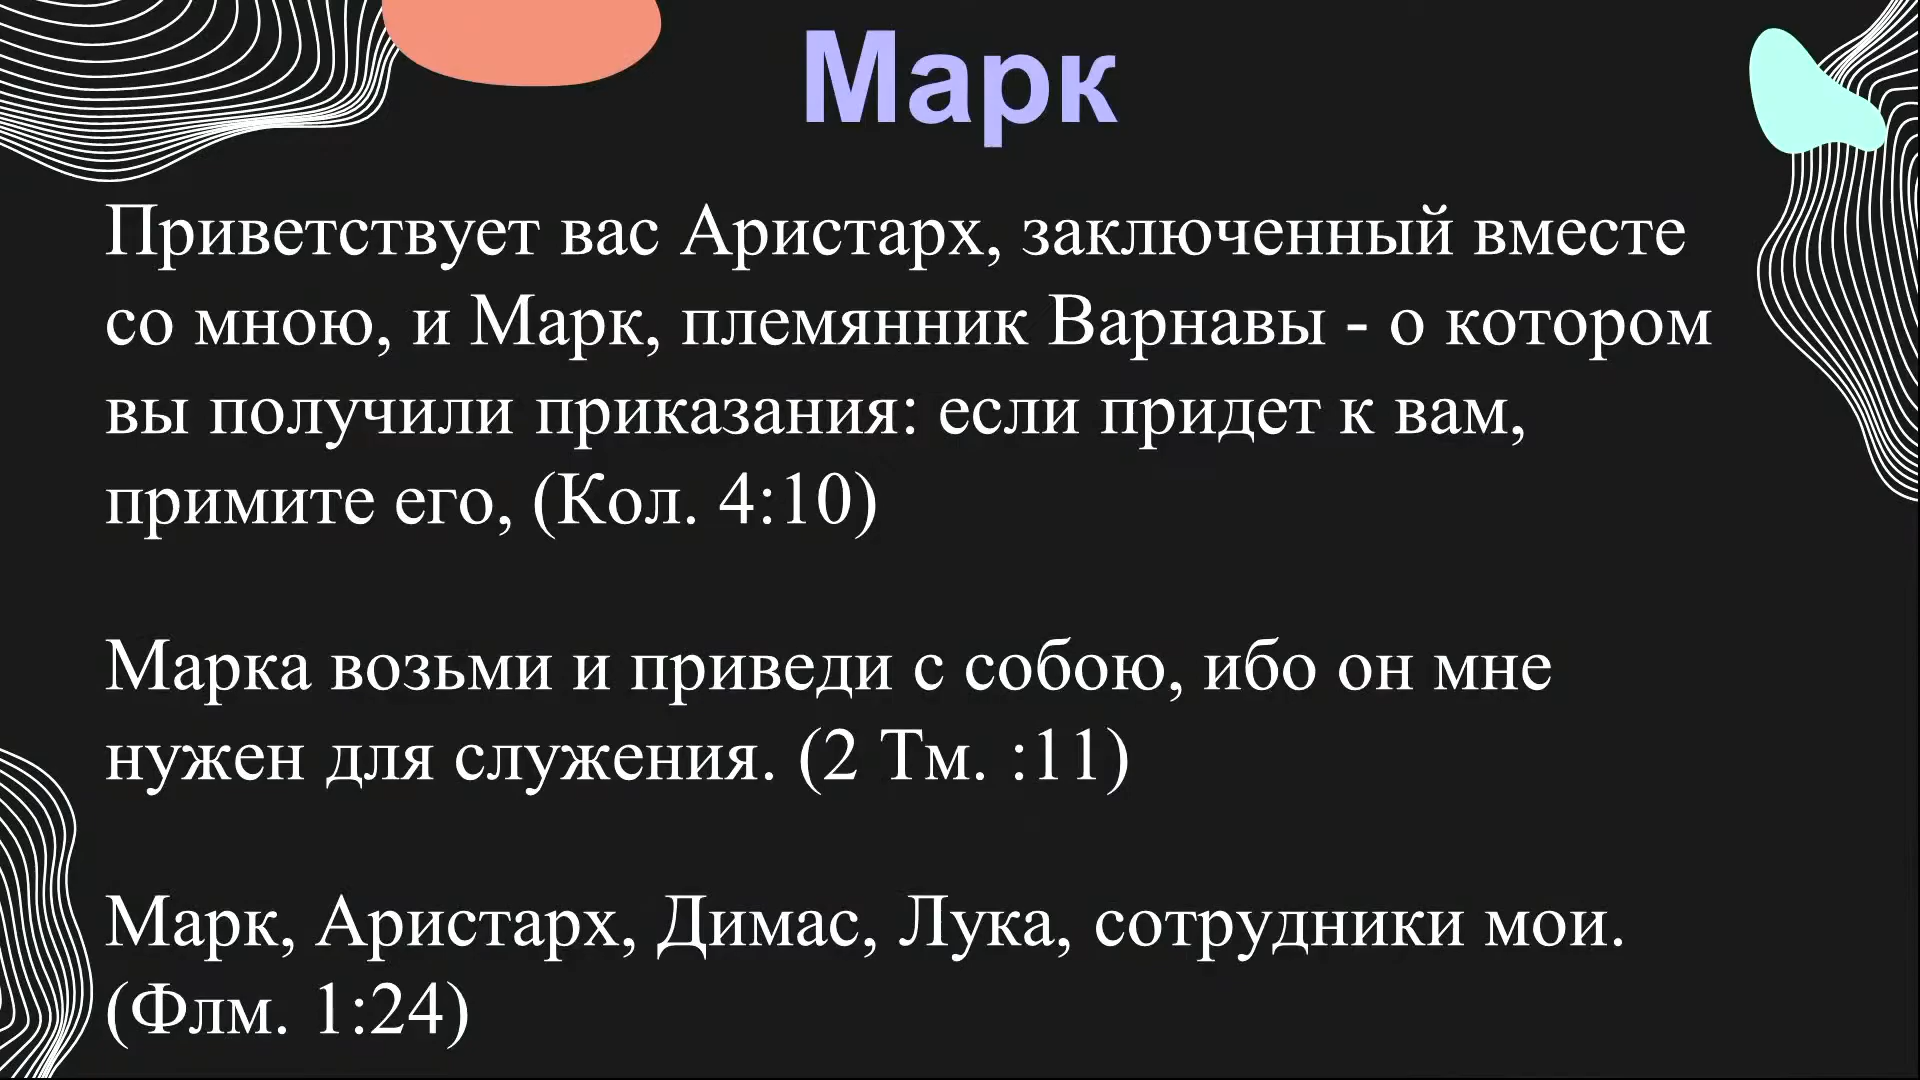 Марк
Приветствует вас Аристарх, заключенный вместе
со мною, и Марк, племянник Варнавы - о котором
вы получили приказания: если придет к вам,
примите его, (Кол. 4:10)
Марка возьми и приведи с собою, ибо он мне
нужен для служения. (2 Тм. :11)
Марк, Аристарх, Димас, Лука, сотрудники мои.
(Флм. 1:24)